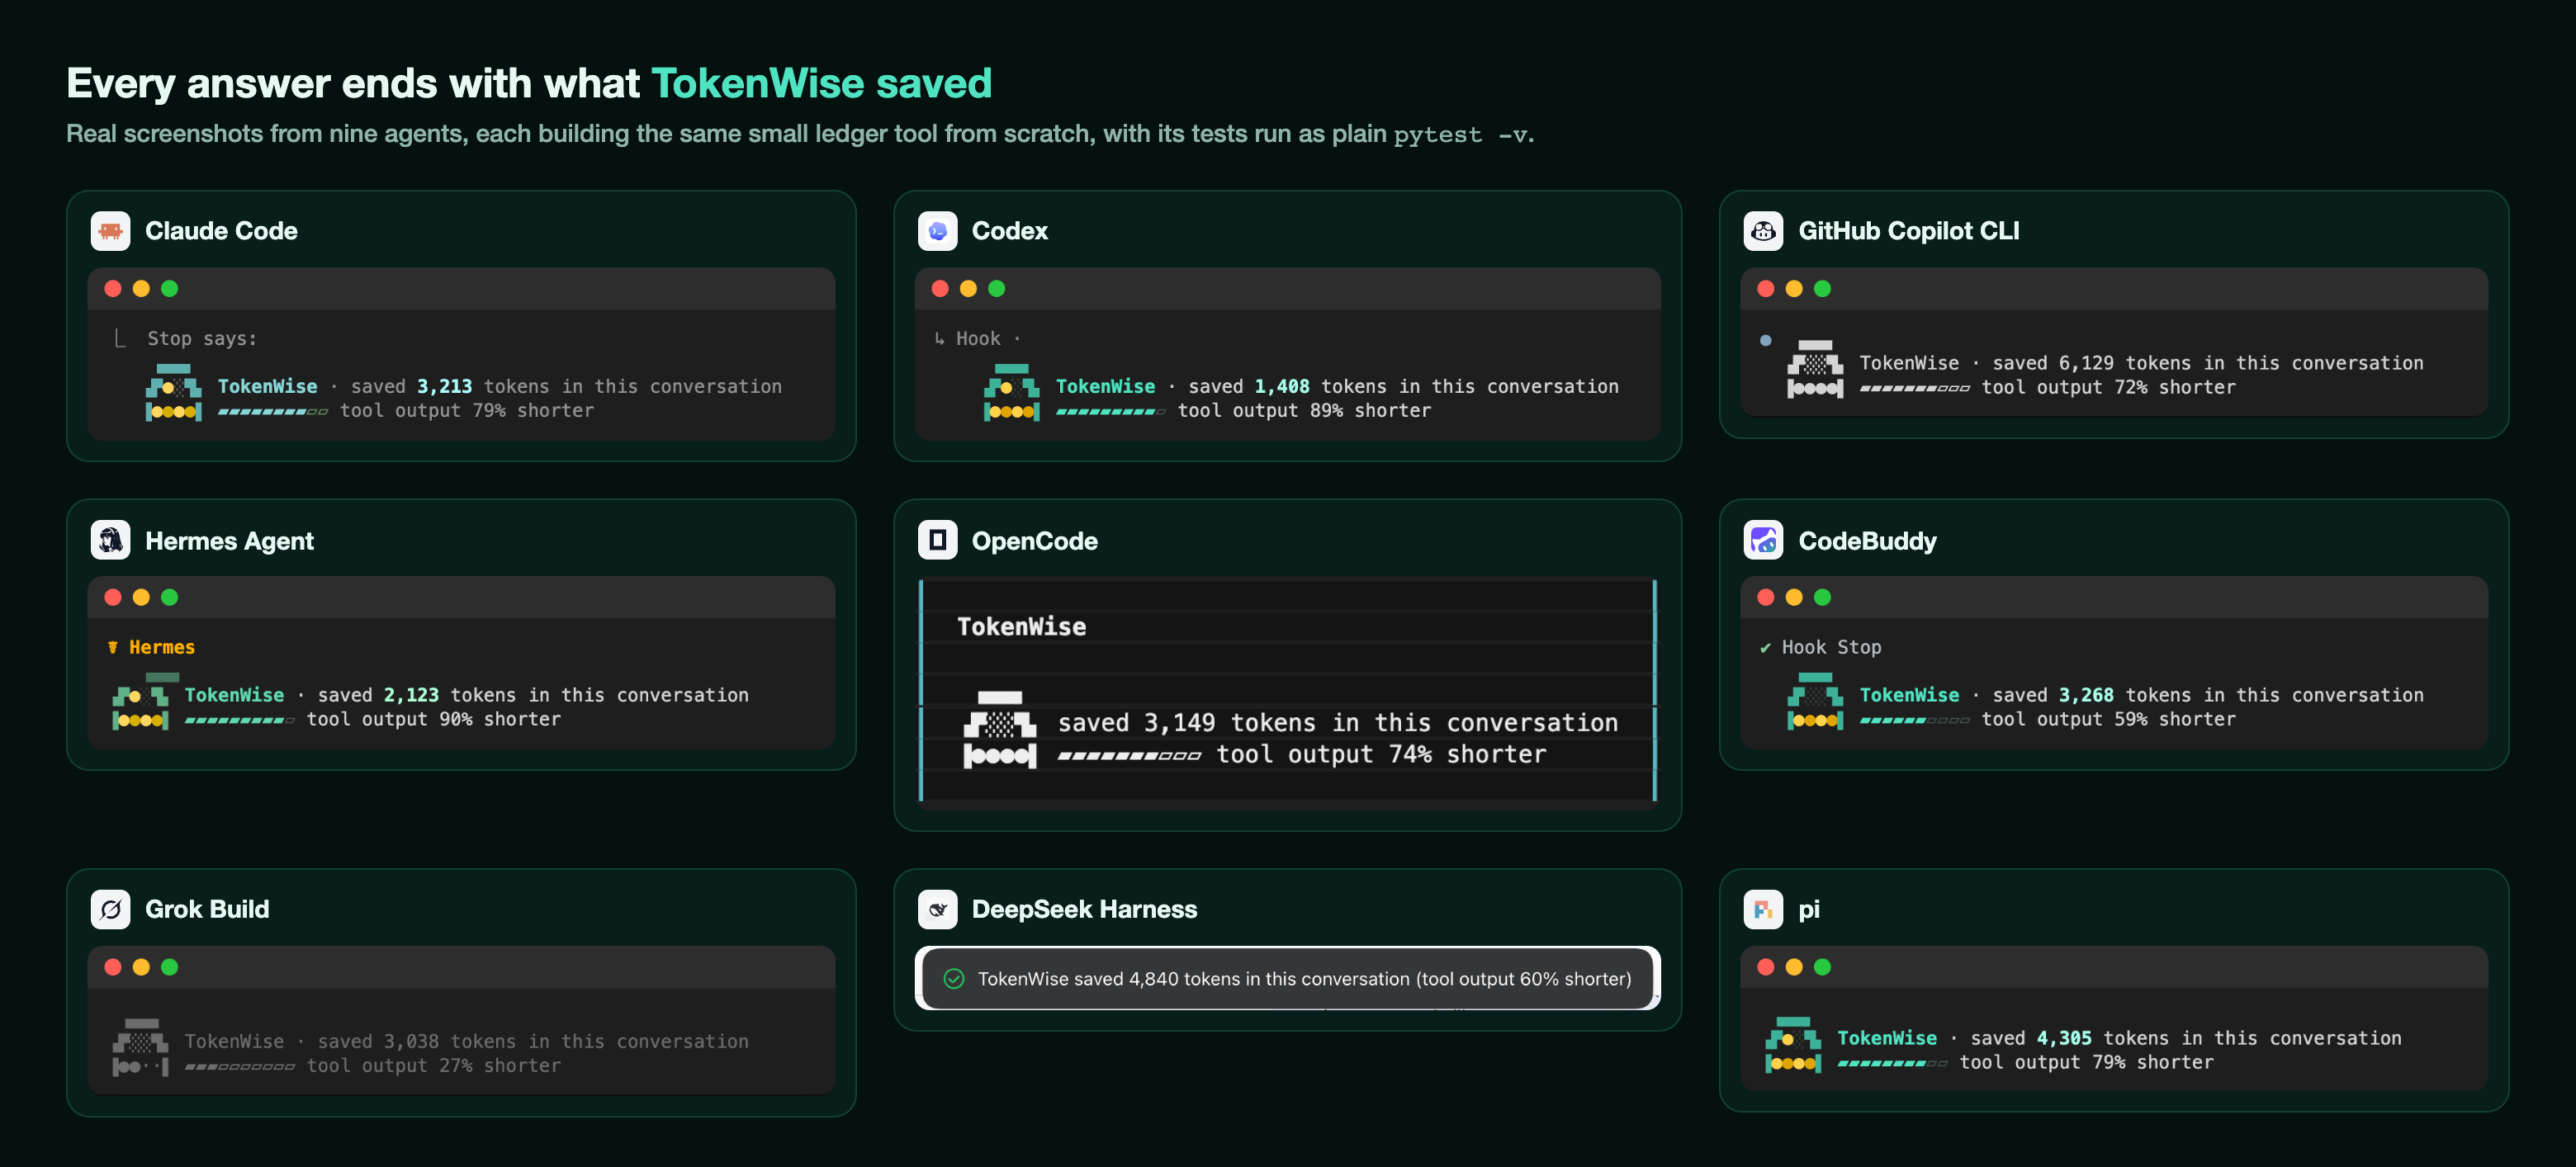 Every answer ends with what TokenWise saved
Real screenshots from nine agents, each building the same small ledger tool from scratch, with its tests run as plain pytest -v.
Claude Code
Stop says:
TokenWise · saved 3,213 tokens in this conversation
tool output 79% shorter
Codex
↳ Hook ·
TokenWise · saved 1,408 tokens in this conversation
tool output 89% shorter
GitHub Copilot CLI
TokenWise · saved 6,129 tokens in this conversation
tool output 72% shorter
Hermes Agent
Hermes
TokenWise · saved 2,123 tokens in this conversation
tool output 90% shorter
OpenCode
TokenWise
saved 3,149 tokens in this conversation
tool output 74% shorter
CodeBuddy
✔ Hook Stop
TokenWise · saved 3,268 tokens in this conversation
tool output 59% shorter
Grok Build
TokenWise · saved 3,038 tokens in this conversation
tool output 27% shorter
DeepSeek Harness
TokenWise saved 4,840 tokens in this conversation (tool output 60% shorter)
pi
TokenWise · saved 4,305 tokens in this conversation
tool output 79% shorter